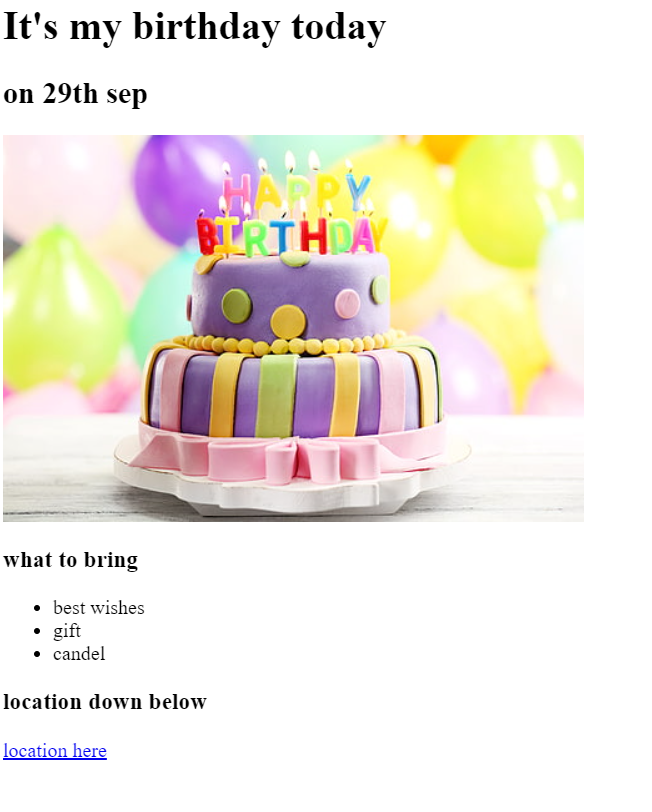 It's my birthday today
on 29th sep
HAPPY
BIRTHDAY
what to bring
best wishes
gift
candel
location down below
location here